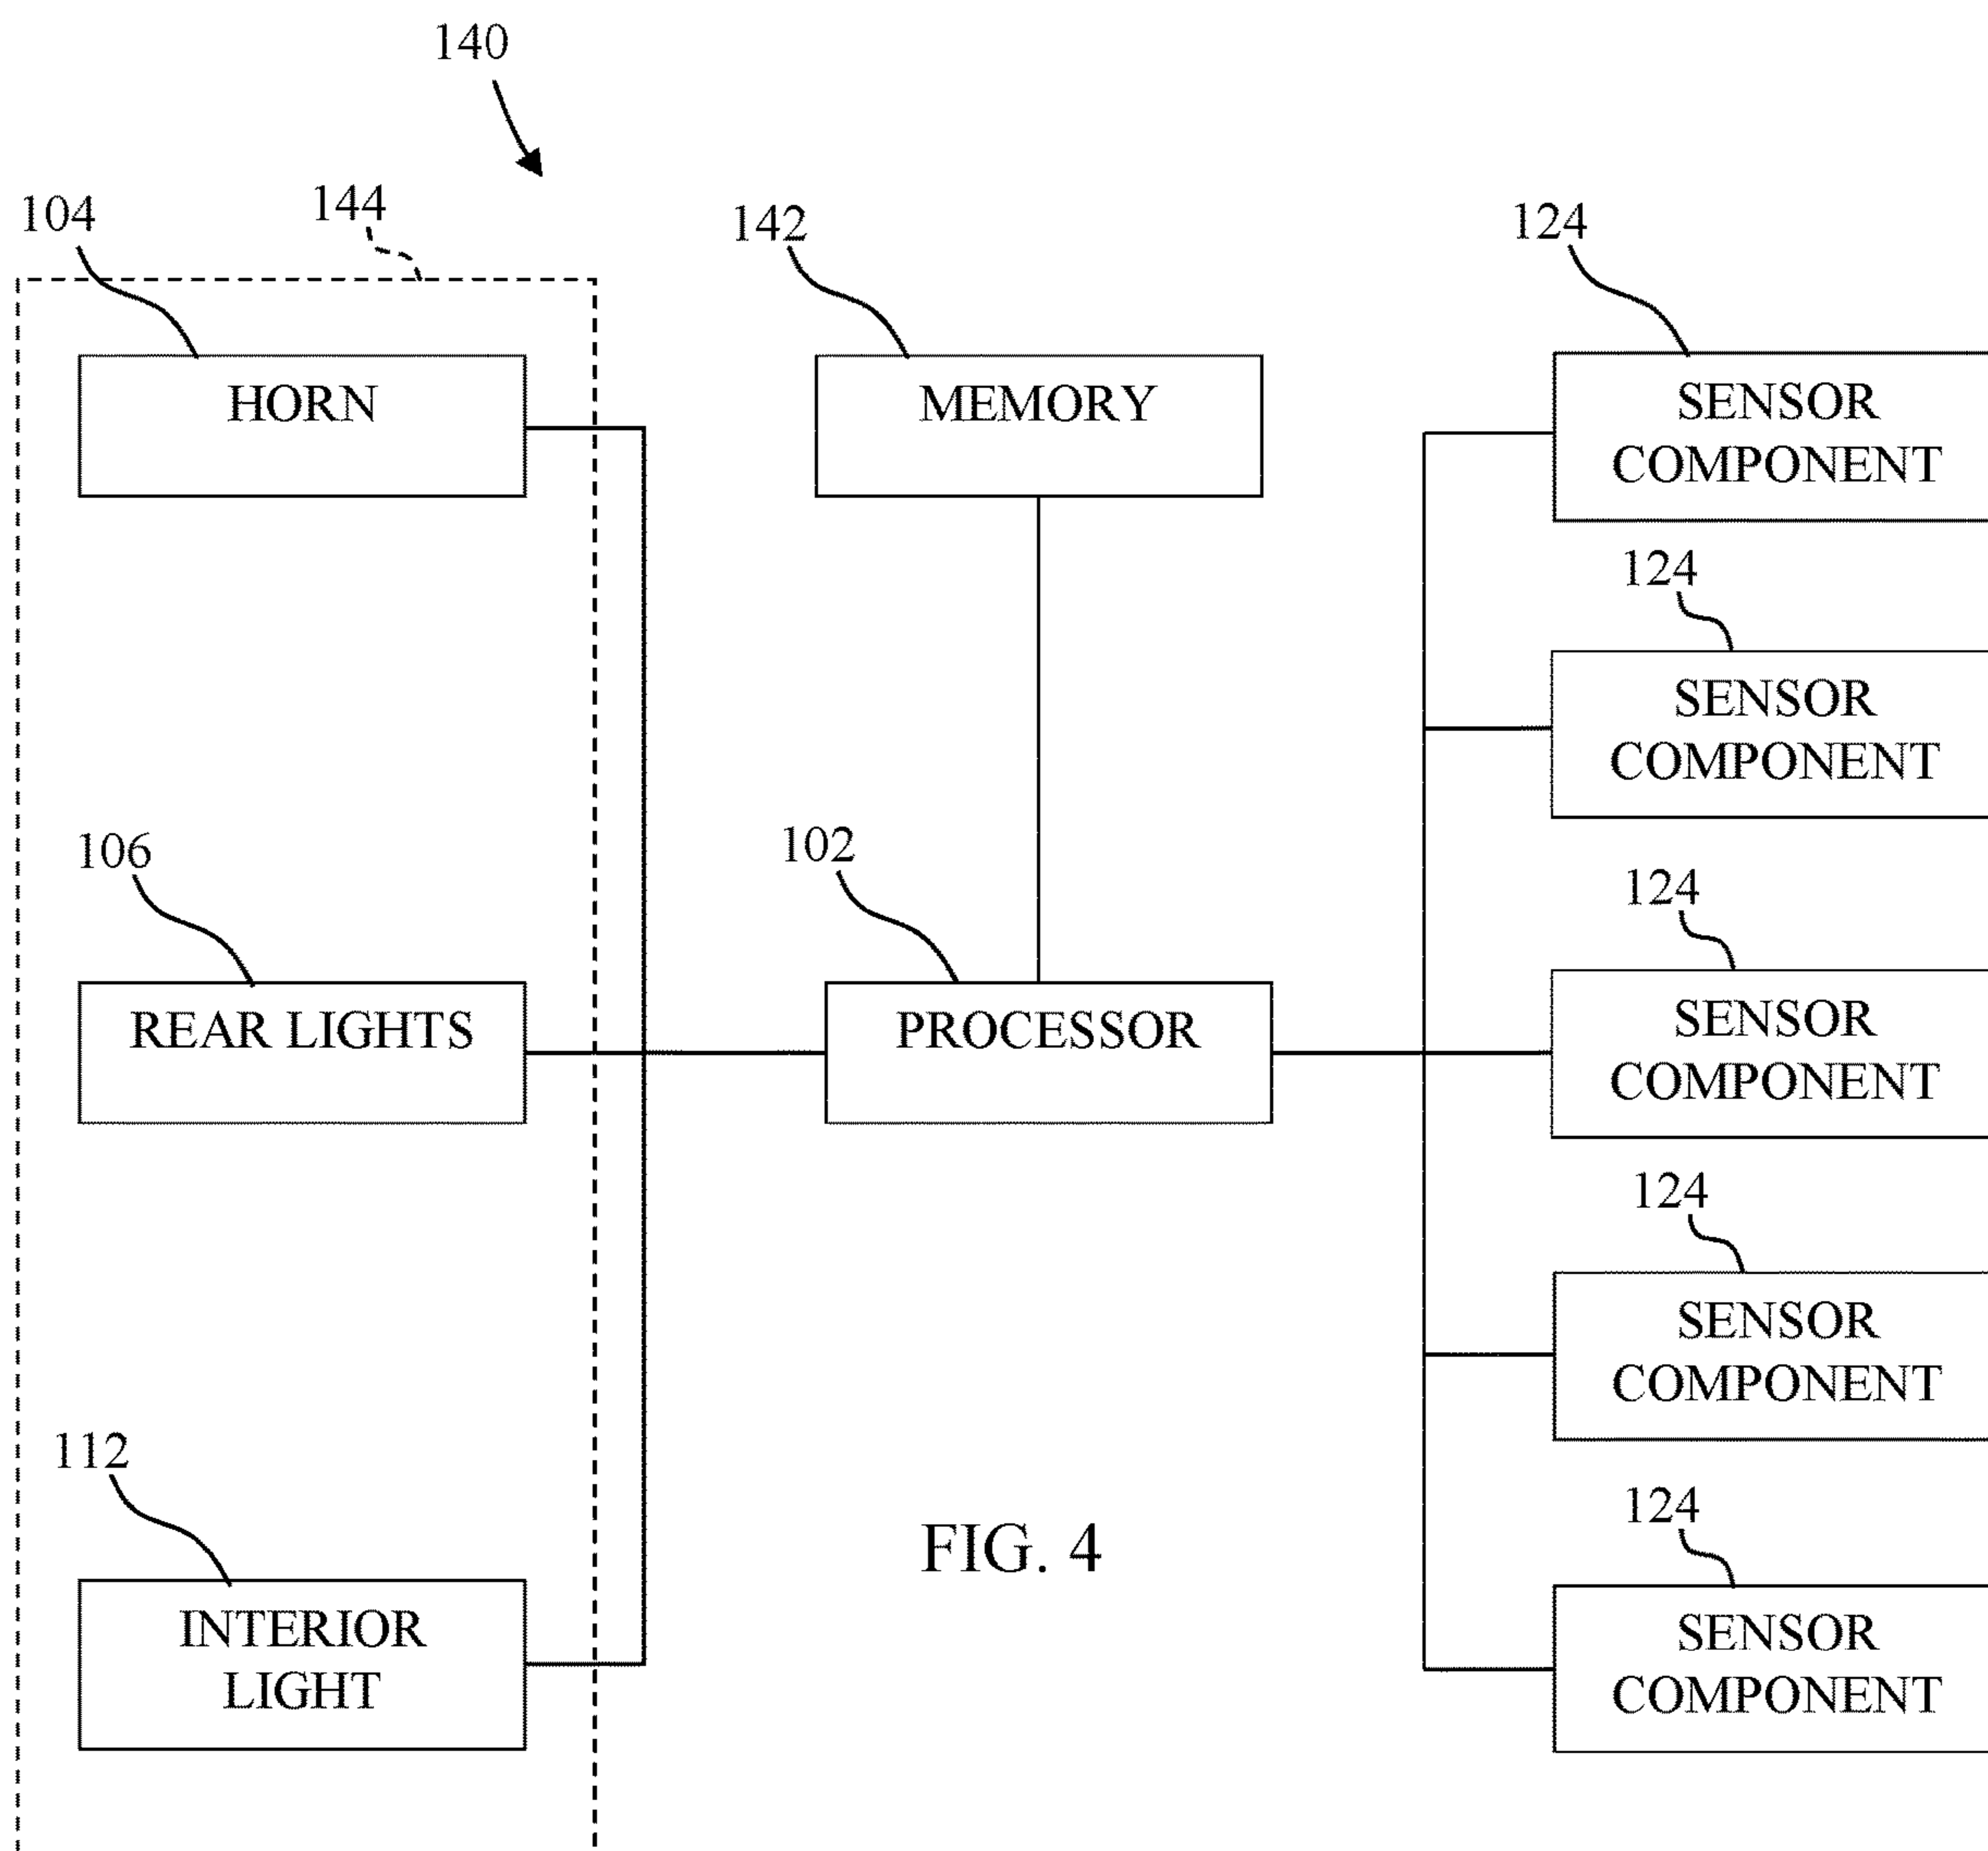 140
104
144
142
124
HORN
MEMORY
SENSOR
COMPONENT
124
SENSOR
COMPONENT
106
102
124
REAR LIGHTS
PROCESSOR
SENSOR
COMPONENT
124
SENSOR
COMPONENT
112
124
FIG. 4
INTERIOR
LIGHT
SENSOR
COMPONENT